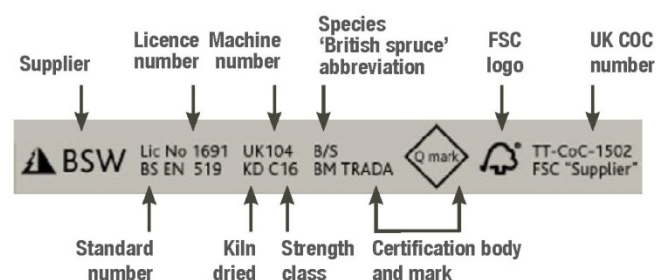 Supplier
Licence
number
Machine
number
Species
‘British spruce’
abbreviation
FSC
logo
UK COC
number
BSW
Lic No 1691
BS EN 519
UK104
KD C16
B/S
BM TRADA
Q mark
®
TT-CoC-1502
FSC "Supplier"
Standard
number
Kiln
dried
Strength
class
Certification body
and mark